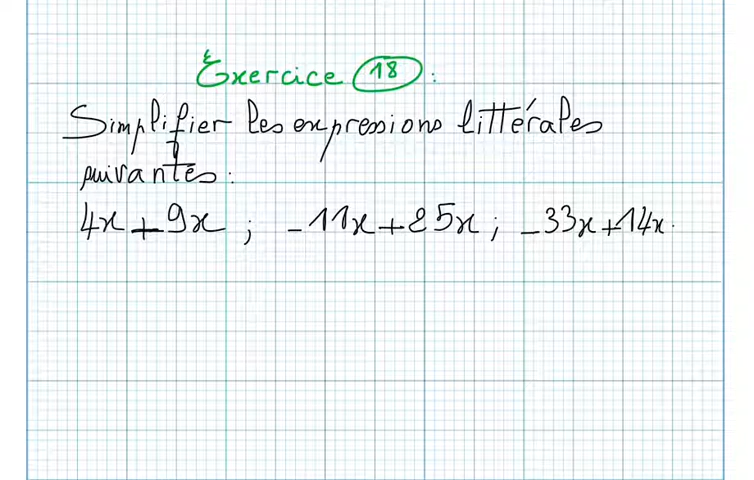 Exercice 18 :
Simplifier les expressions littérales
suivantes :
4x + 9x ; -11x + 25x ; -33x + 14x.